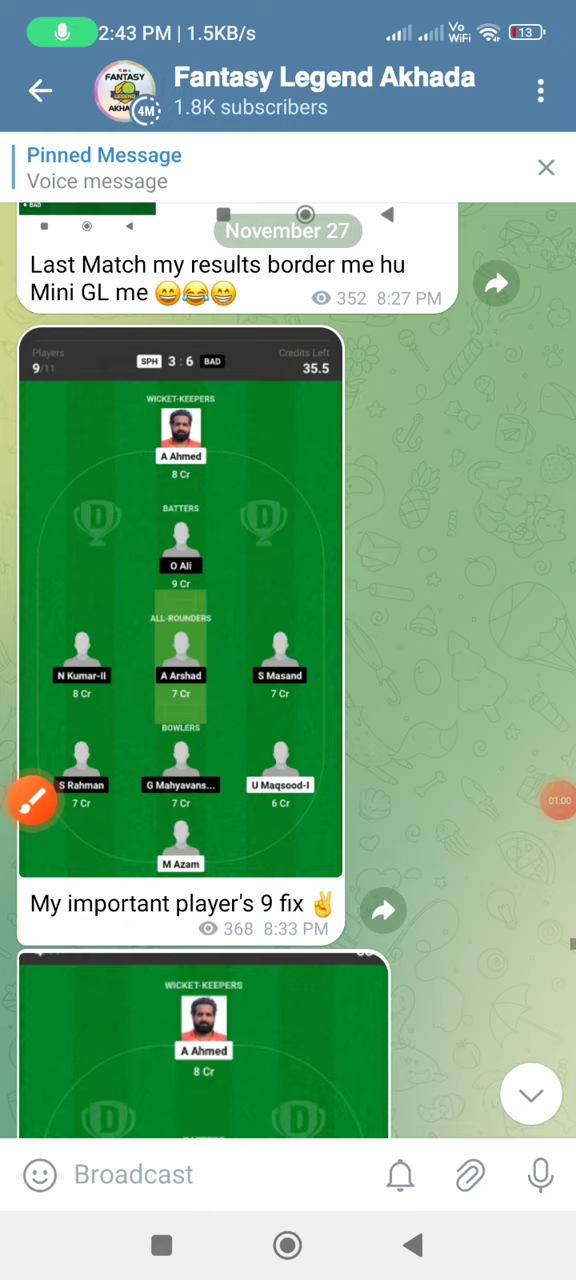 2:43 PM | 1.5KB/s
Vo
WiFi
13
FANTASY
LEGEND
AKHA
4M
Fantasy Legend Akhada
1.8K subscribers
Pinned Message
Voice message
BAD
November 27
Last Match my results border me hu
Mini GL me 😄😂😁
352 8:27 PM
Players
9/11
SPH 3 : 6 BAD
Credits Left
35.5
WICKET-KEEPERS
A Ahmed
8 Cr
BATTERS
D
D
O Ali
9 Cr
ALL-ROUNDERS
N Kumar-II
A Arshad
S Masand
8 Cr
7 Cr
7 Cr
BOWLERS
S Rahman
G Mahyavans...
U Maqsood-I
7 Cr
7 Cr
6 Cr
01:00
M Azam
My important player's 9 fix ✌️
368 8:33 PM
WICKET-KEEPERS
A Ahmed
8 Cr
D
D
Broadcast